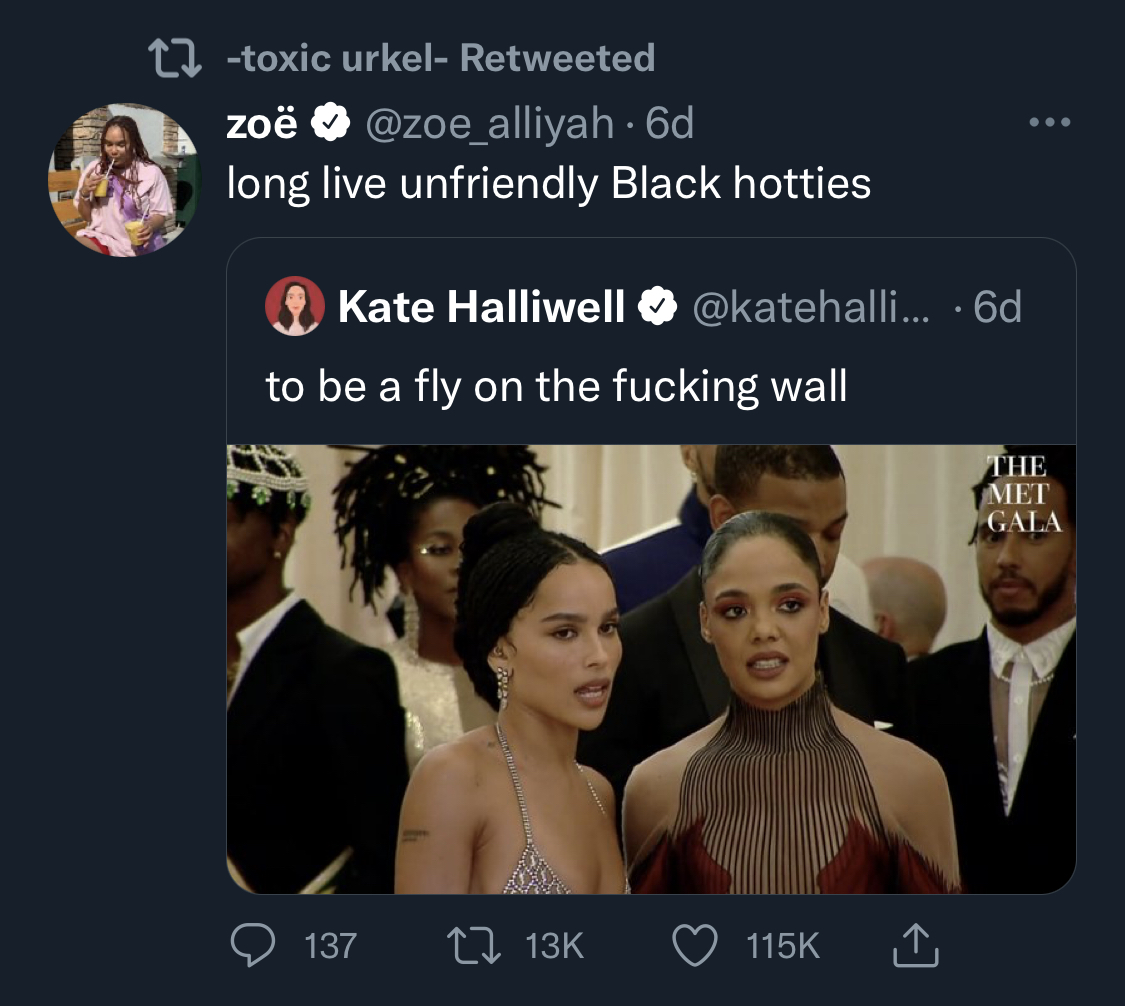 -toxic urkel- Retweeted
zoë @zoe_alliyah · 6d
long live unfriendly Black hotties
Kate Halliwell @katehalli... · 6d
to be a fly on the fucking wall
THE
MET
GALA
137 13K 115K